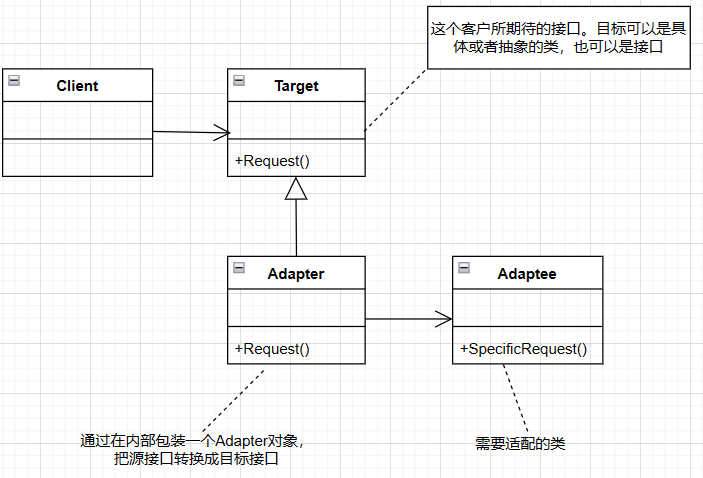 这个客户所期待的接口。目标可以是具
体或者抽象的类，也可以是接口
Client
Target
+Request()
Adapter
Adaptee
+Request()
+SpecificRequest()
通过在内部包装一个Adapter对象，
把源接口转换成目标接口
需要适配的类